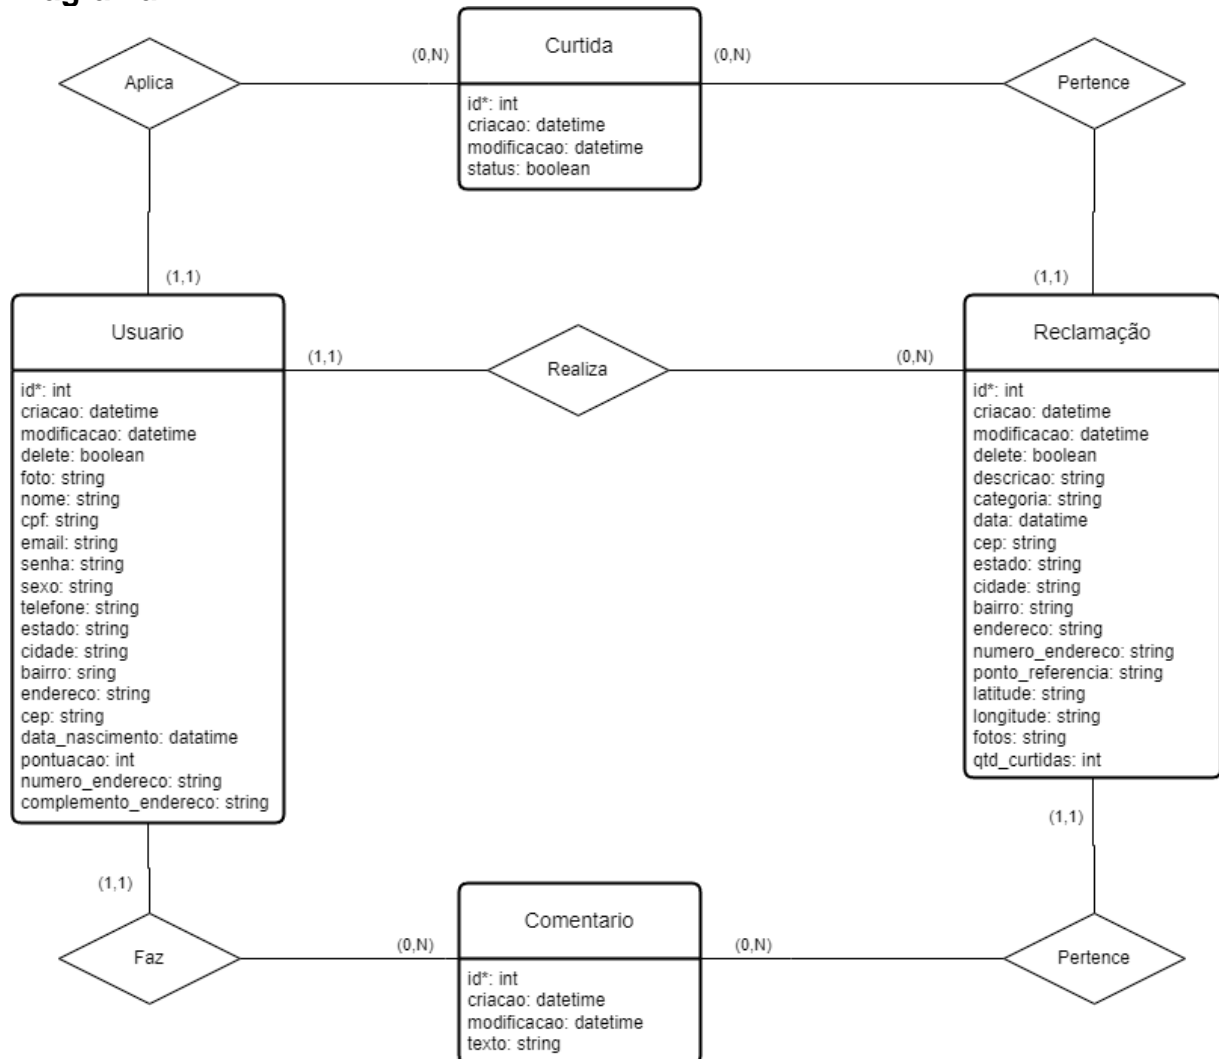 (0,N)
Curtida
(0,N)
Aplica
Pertence
id*: int
criacao: datetime
modificacao: datetime
status: boolean
(1,1)
(1,1)
Usuario
(1,1)
Realiza
(0,N)
Reclamação
id*: int
criacao: datetime
modificacao: datetime
delete: boolean
foto: string
nome: string
cpf: string
email: string
senha: string
sexo: string
telefone: string
estado: string
cidade: string
bairro: sring
endereco: string
cep: string
data_nascimento: datatime
pontuacao: int
numero_endereco: string
complemento_endereco: string
id*: int
criacao: datetime
modificacao: datetime
delete: boolean
descricao: string
categoria: string
data: datatime
cep: string
estado: string
cidade: string
bairro: string
endereco: string
numero_endereco: string
ponto_referencia: string
latitude: string
longitude: string
fotos: string
qtd_curtidas: int
(1,1)
(1,1)
Faz
(0,N)
Comentario
(0,N)
Pertence
id*: int
criacao: datetime
modificacao: datetime
texto: string